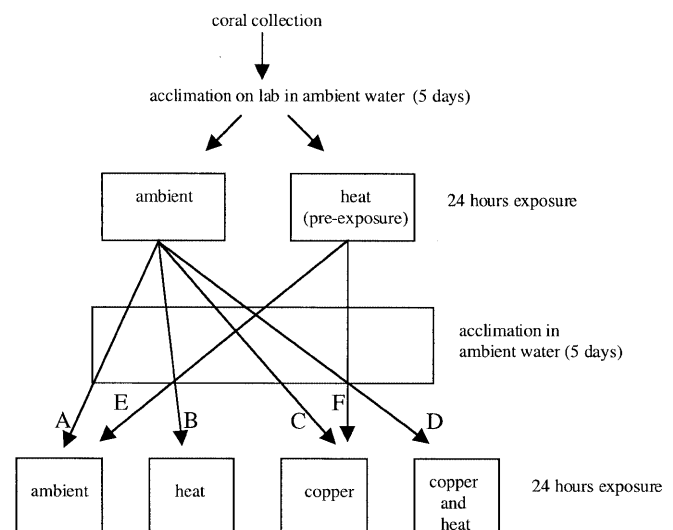 coral collection
acclimation on lab in ambient water (5 days)
ambient
heat
(pre-exposure)
24 hours exposure
acclimation in
ambient water (5 days)
A
E
B
C
F
D
ambient
heat
copper
copper
and
heat
24 hours exposure